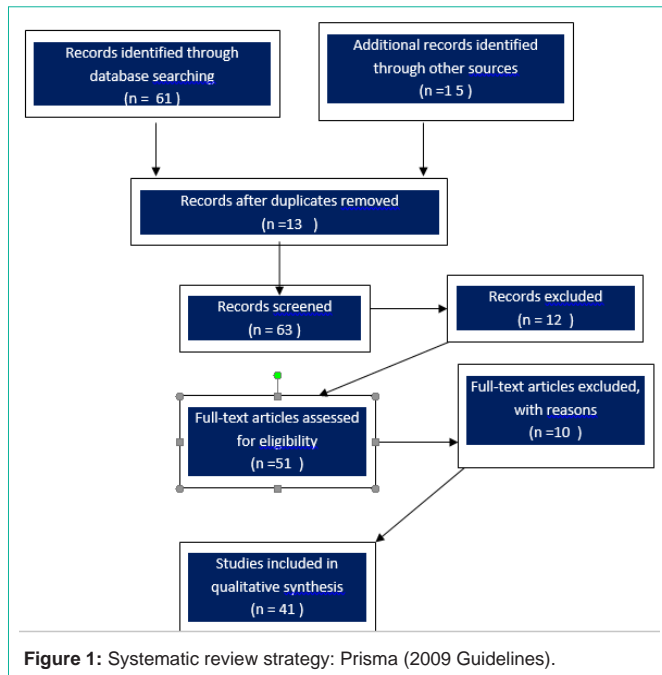 Records identified through
database searching
(n = 61 )
Additional records identified
through other sources
(n =1 5 )
Records after duplicates removed
(n =13 )
Records screened
(n = 63 )
Records excluded
(n = 12 )
Full-text articles assessed
for eligibility
(n =51 )
Full-text articles excluded,
with reasons
(n =10 )
Studies included in
qualitative synthesis
(n = 41 )
Figure 1: Systematic review strategy: Prisma (2009 Guidelines).